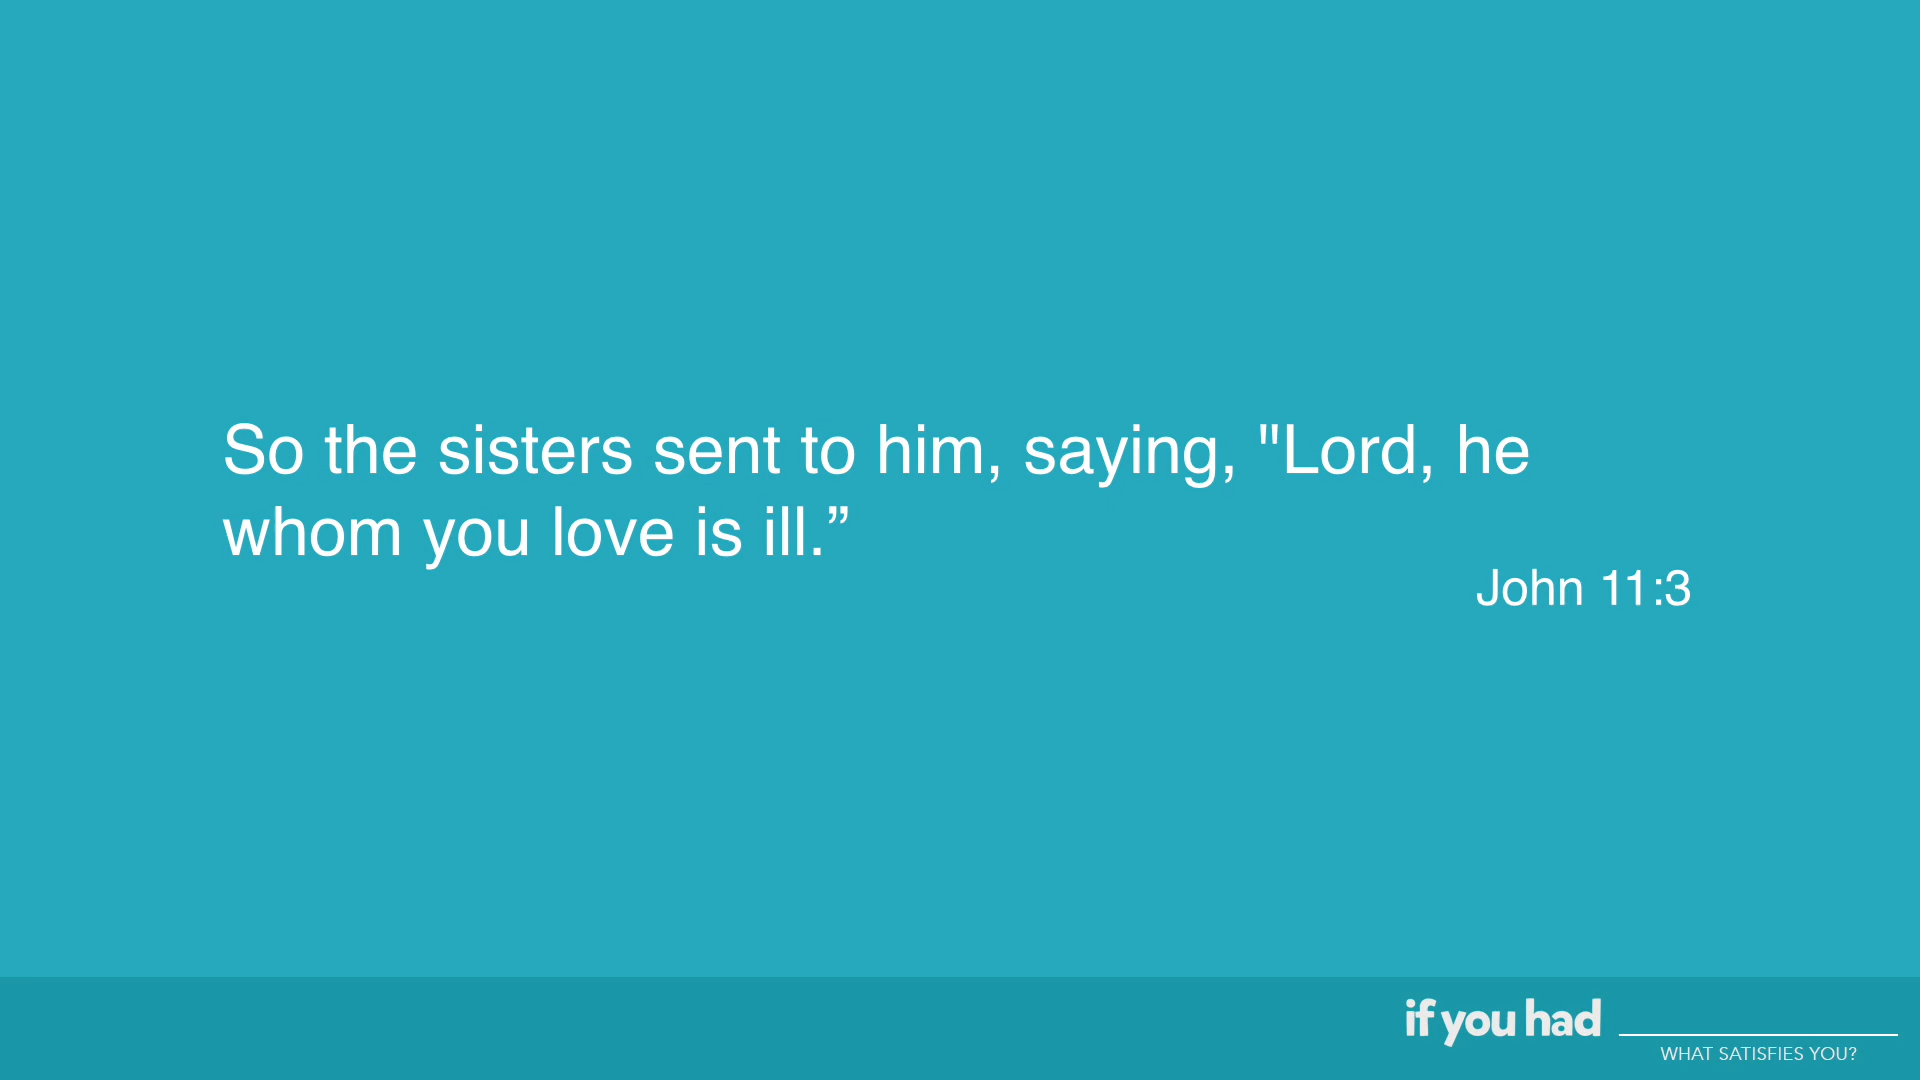 So the sisters sent to him, saying, "Lord, he
whom you love is ill.”
John 11:3
if you had
WHAT SATISFIES YOU?